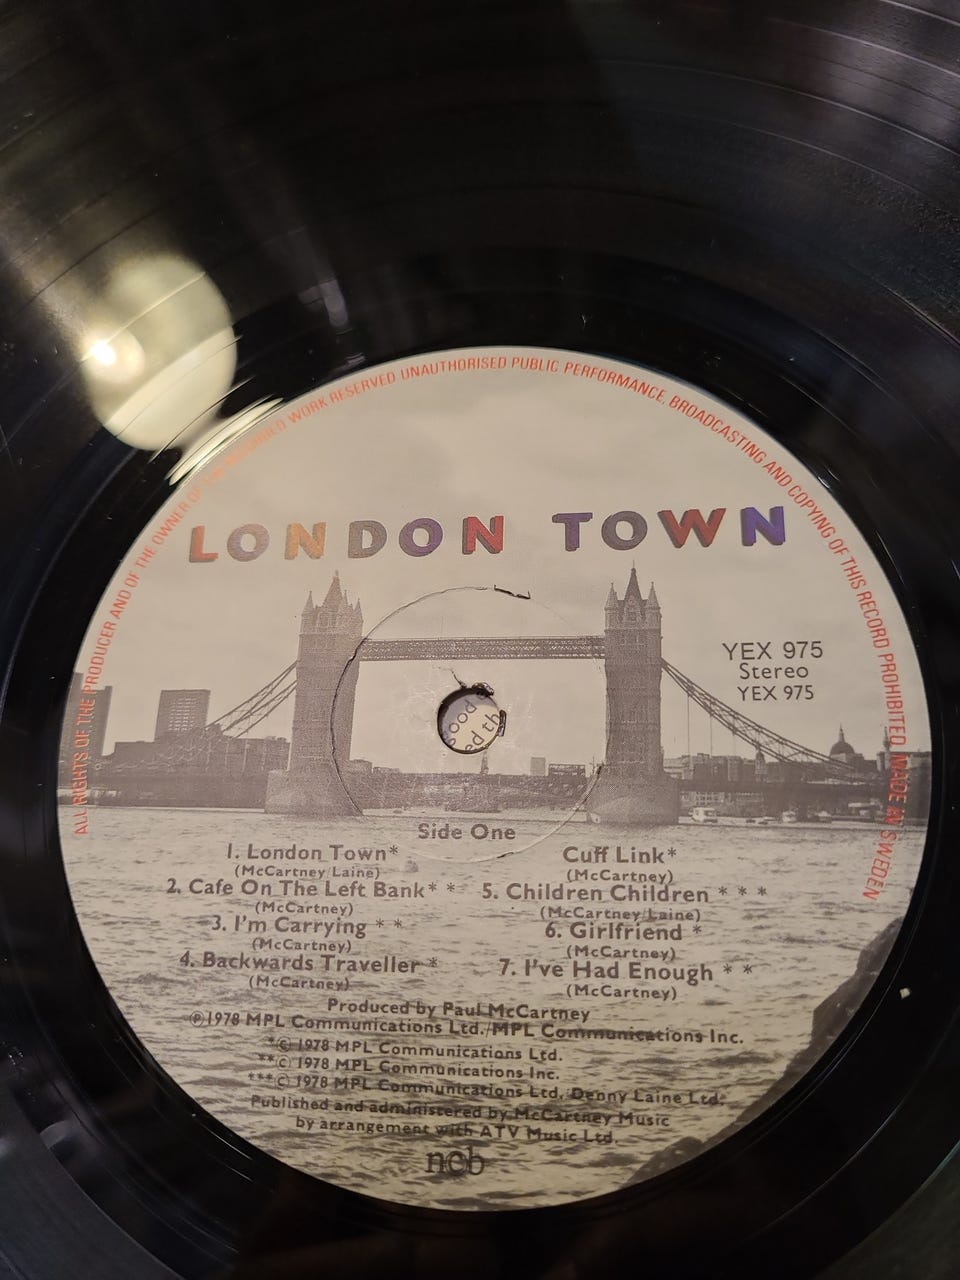 ALL RIGHTS OF THE PRODUCER AND OF THE OWNER OF THE RECORDED WORK RESERVED UNAUTHORISED PUBLIC PERFORMANCE, BROADCASTING AND COPYING OF THIS RECORD PROHIBITED. MADE IN SWEDEN
LONDON TOWN
YEX 975
Stereo
YEX 975
Side One
1. London Town*
(McCartney/Laine)
2. Cafe On The Left Bank* *
(McCartney)
3. I'm Carrying * *
(McCartney)
4. Backwards Traveller *
(McCartney)
Cuff Link*
(McCartney)
5. Children Children * * *
(McCartney/Laine)
6. Girlfriend *
(McCartney)
7. I've Had Enough * *
(McCartney)
Produced by Paul McCartney
℗1978 MPL Communications Ltd./MPL Communications Inc.
*© 1978 MPL Communications Ltd.
**© 1978 MPL Communications Inc.
***© 1978 MPL Communications Ltd, Denny Laine Ltd.
Published and administered by McCartney Music
by arrangement with ATV Music Ltd.
ncb